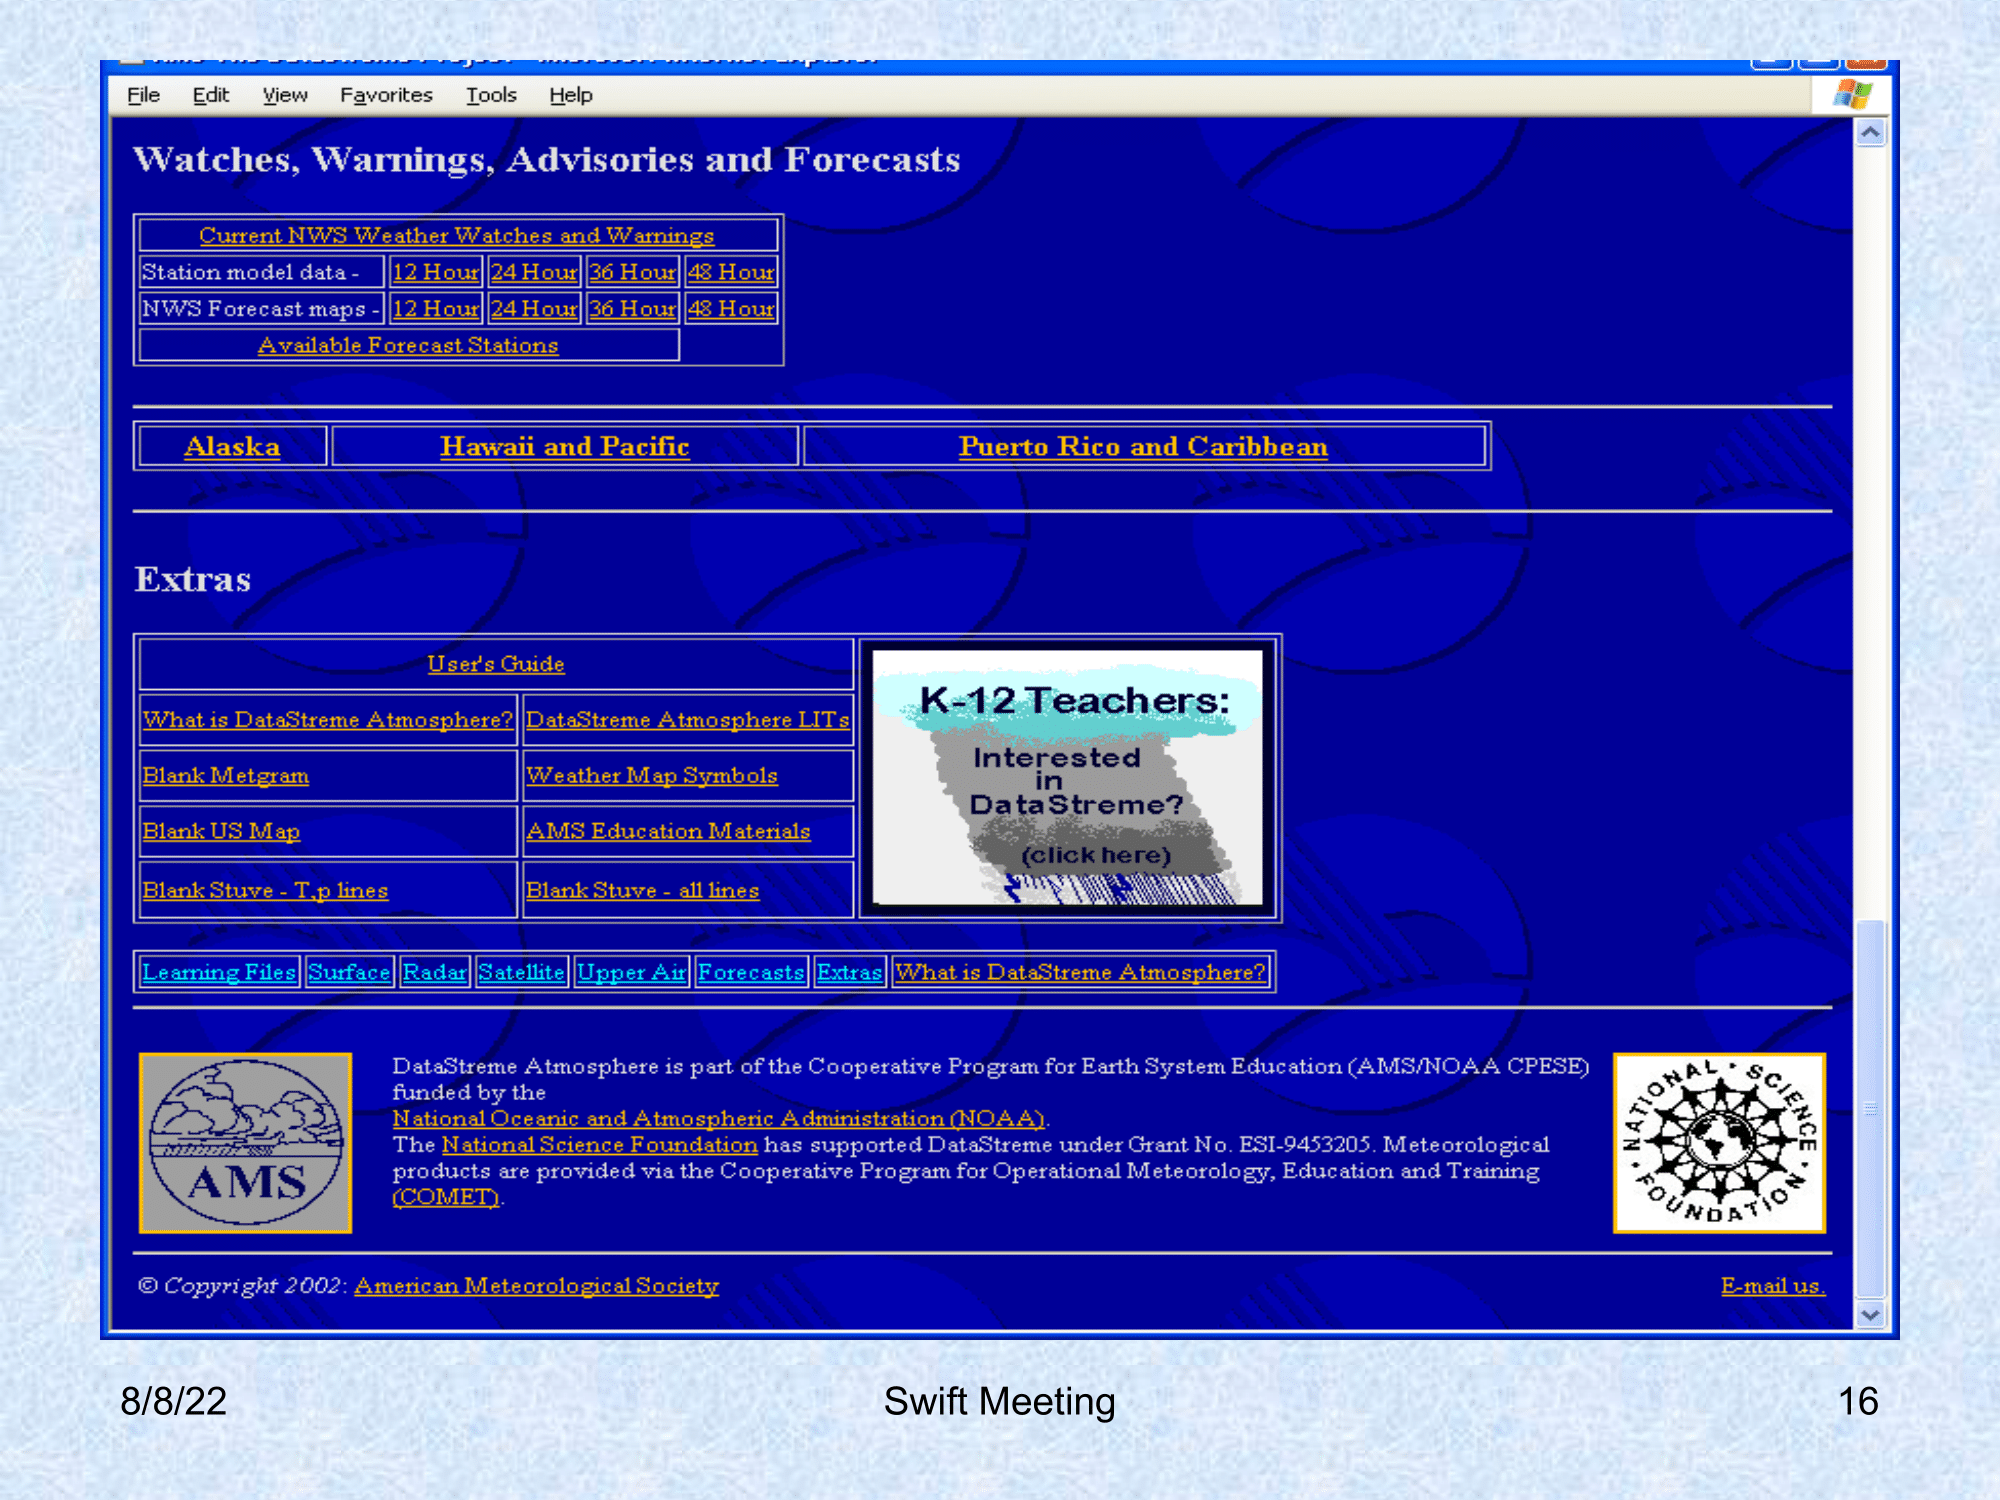 File Edit View Favorites Tools Help
Watches, Warnings, Advisories and Forecasts
Current NWS Weather Watches and Warnings
Station model data - 12 Hour 24 Hour 36 Hour 48 Hour
NWS Forecast maps - 12 Hour 24 Hour 36 Hour 48 Hour
Available Forecast Stations
Alaska Hawaii and Pacific Puerto Rico and Caribbean
Extras
User's Guide
What is DataStreme Atmosphere? DataStreme Atmosphere LITs
Blank Metgram Weather Map Symbols
Blank US Map AMS Education Materials
Blank Stuve - T,p lines Blank Stuve - all lines
K-12 Teachers:
Interested
in
DataStreme?
(click here)
Learning Files Surface Radar Satellite Upper Air Forecasts Extras What is DataStreme Atmosphere?
AMS
DataStreme Atmosphere is part of the Cooperative Program for Earth System Education (AMS/NOAA CPESE)
funded by the
National Oceanic and Atmospheric Administration (NOAA).
The National Science Foundation has supported DataStreme under Grant No. ESI-9453205. Meteorological
products are provided via the Cooperative Program for Operational Meteorology, Education and Training
(COMET).
NATIONAL · SCIENCE · FOUNDATION ·
© Copyright 2002: American Meteorological Society E-mail us.
8/8/22 Swift Meeting 16